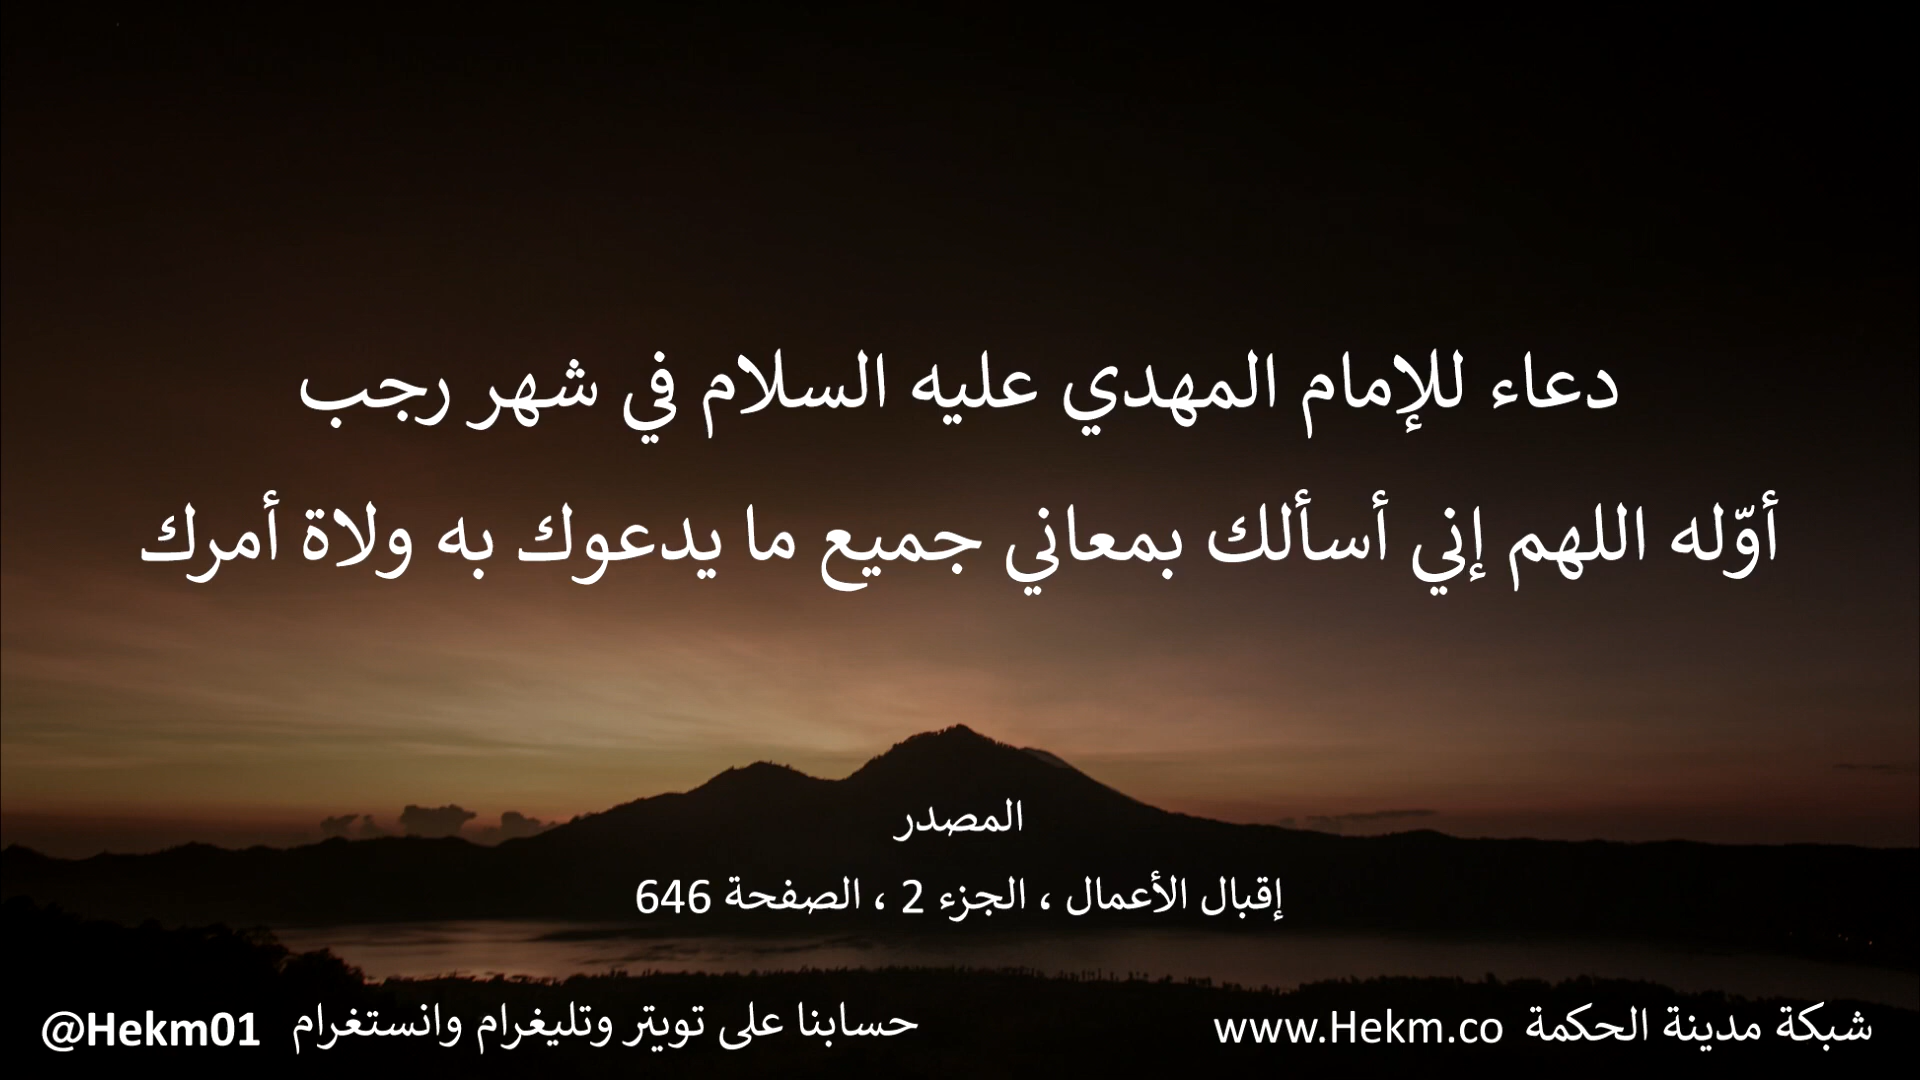 دعاء للإمام المهدي عليه السلام في شهر رجب
أوّله اللهم إني أسألك بمعاني جميع ما يدعوك به ولاة أمرك
المصدر
إقبال الأعمال ، الجزء 2 ، الصفحة 646
شبكة مدينة الحكمة www.Hekm.co
حسابنا على تويتر وتليغرام وانستغرام @Hekm01